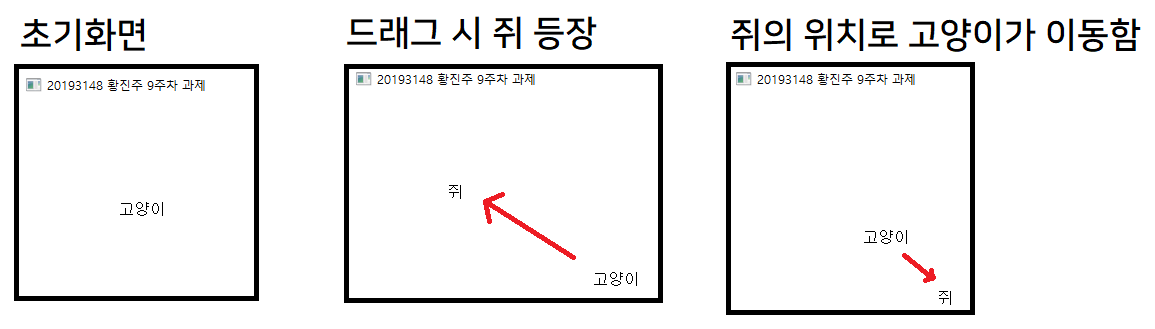 초기화면
20193148 황진주 9주차 과제
고양이
드래그 시 쥐 등장
20193148 황진주 9주차 과제
쥐
고양이
쥐의 위치로 고양이가 이동함
20193148 황진주 9주차 과제
고양이
쥐